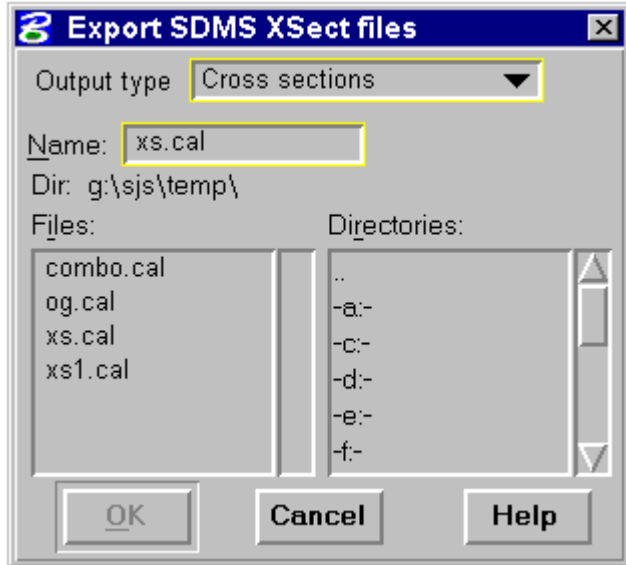 Export SDMS XSect files
Output type Cross sections
Name: xs.cal
Dir: g:\sjs\temp\
Files:
combo.cal
og.cal
xs.cal
xs1.cal
Directories:
..
-a:-
-c:-
-d:-
-e:-
-f:-
OK Cancel Help